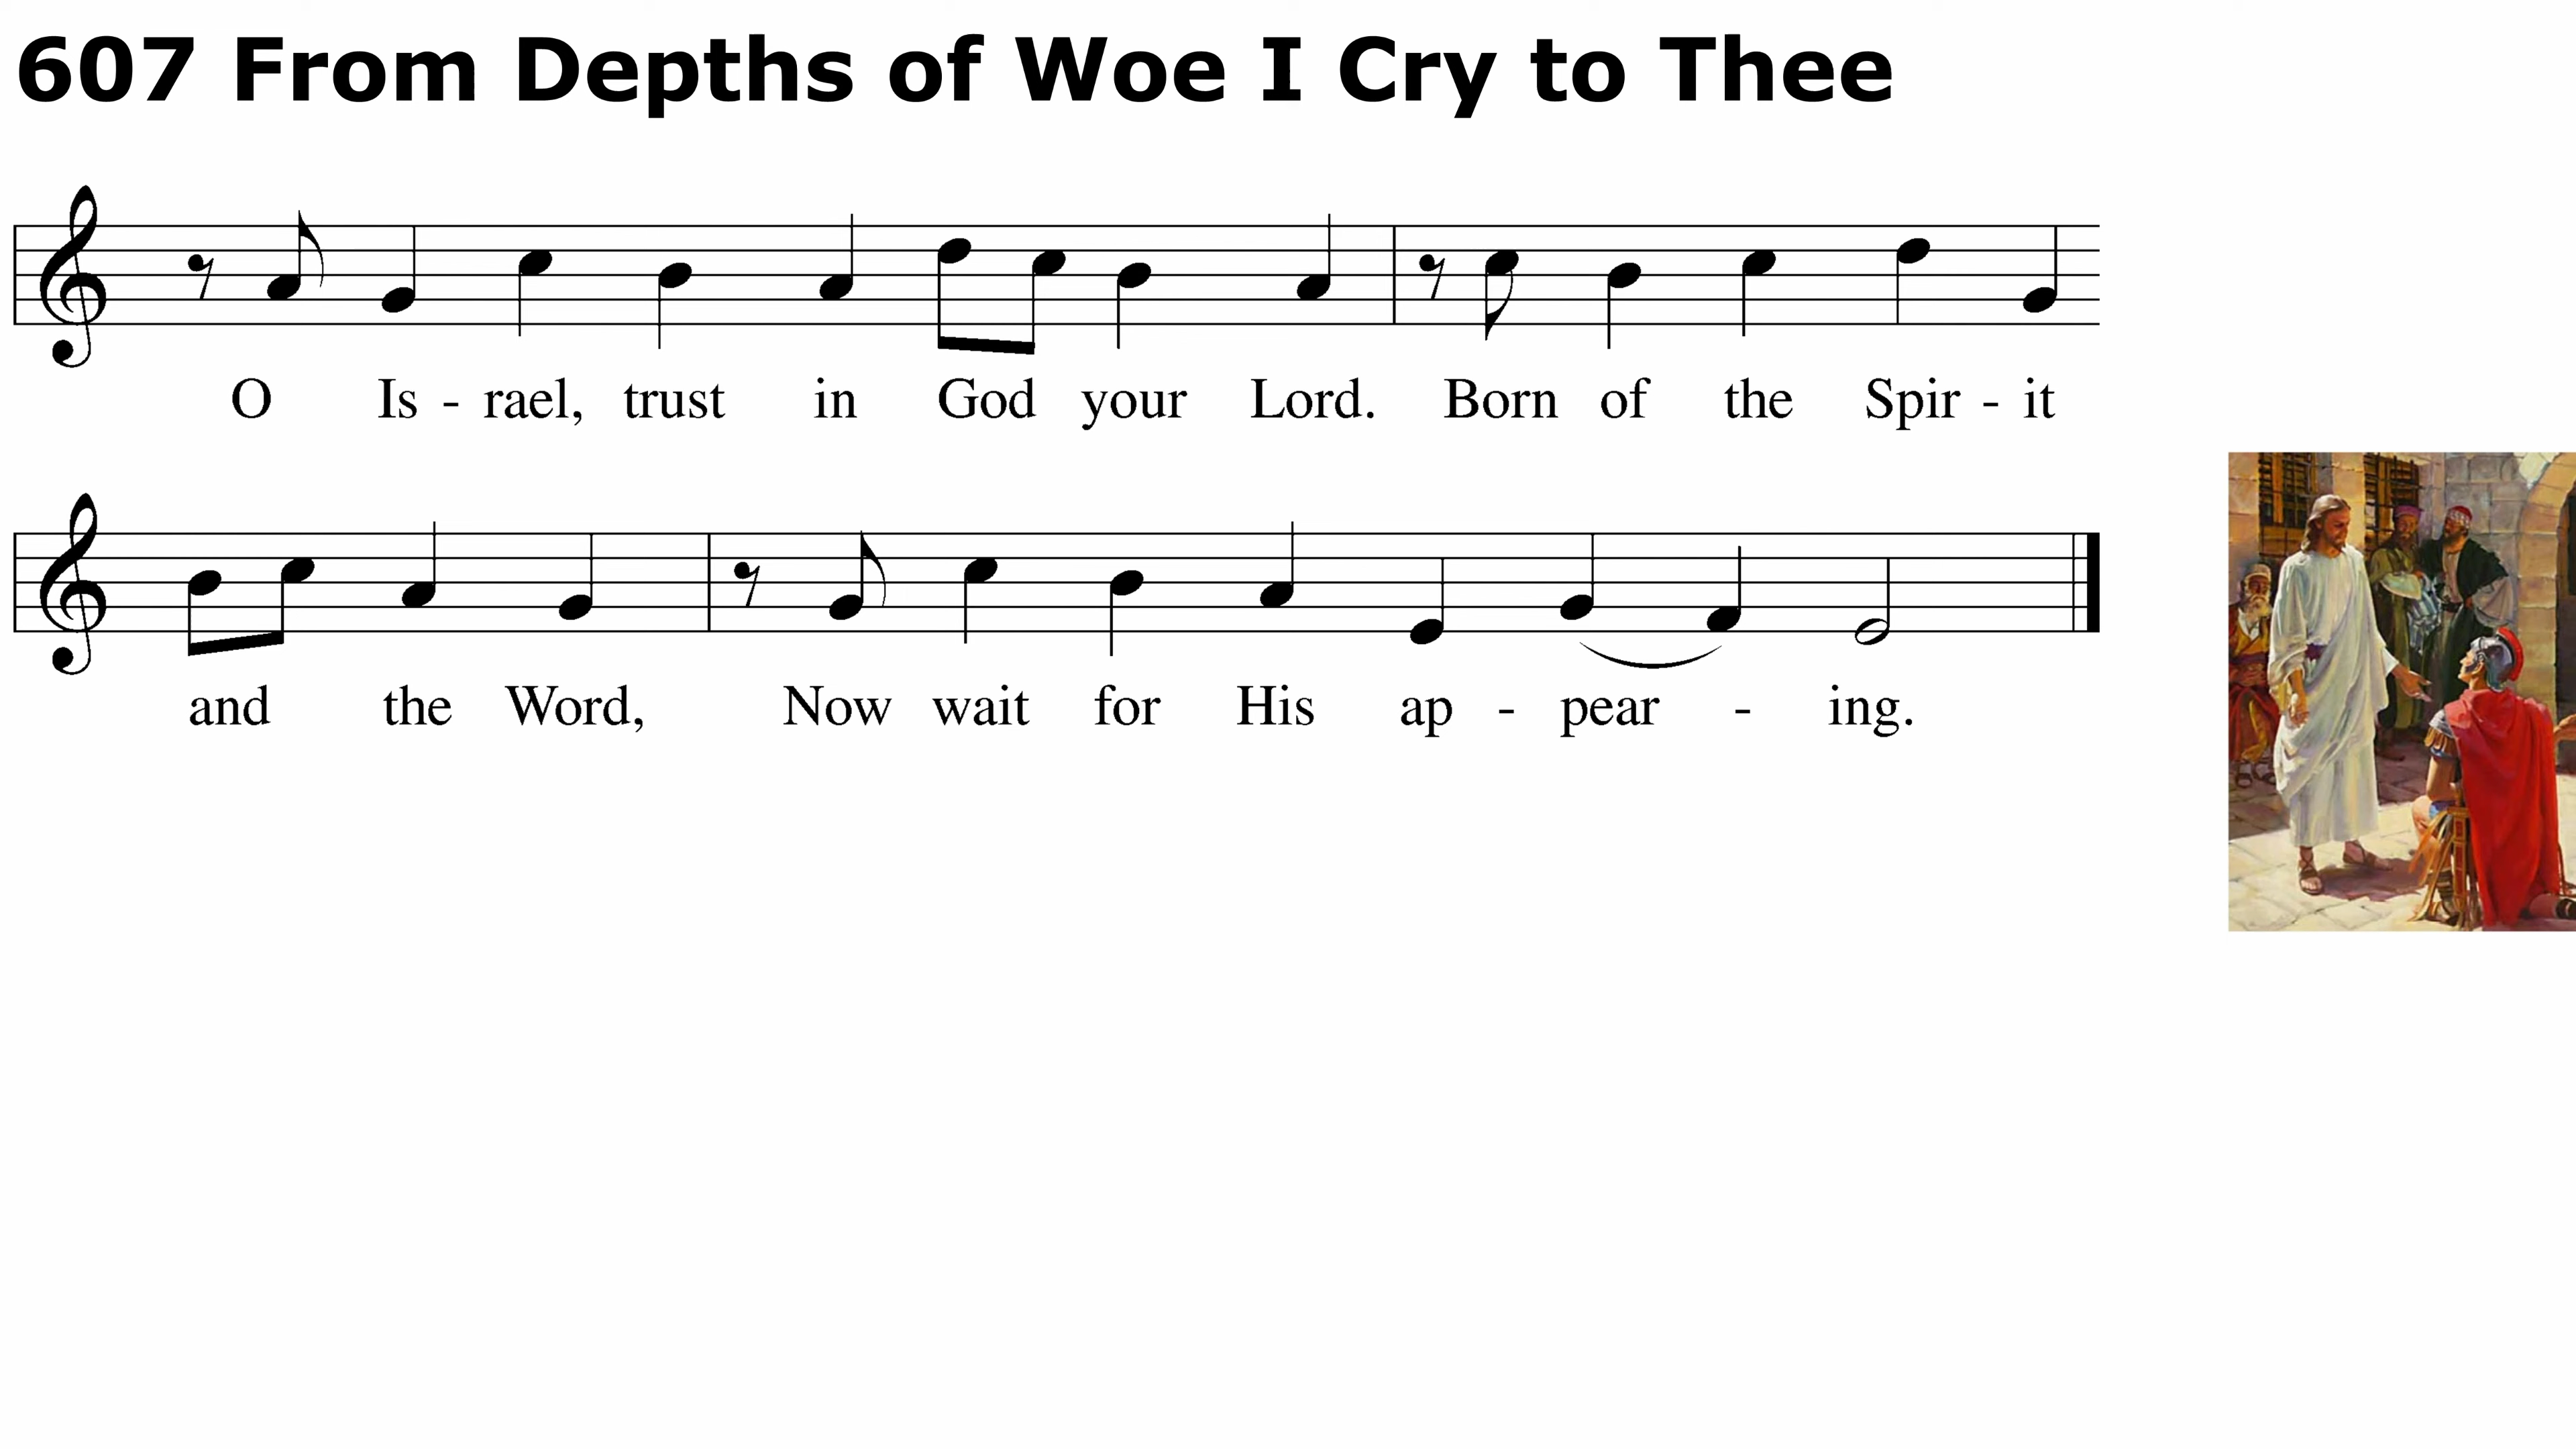 607 From Depths of Woe I Cry to Thee
O Is - rael, trust in God your Lord. Born of the Spir - it
and the Word, Now wait for His ap - pear - ing.